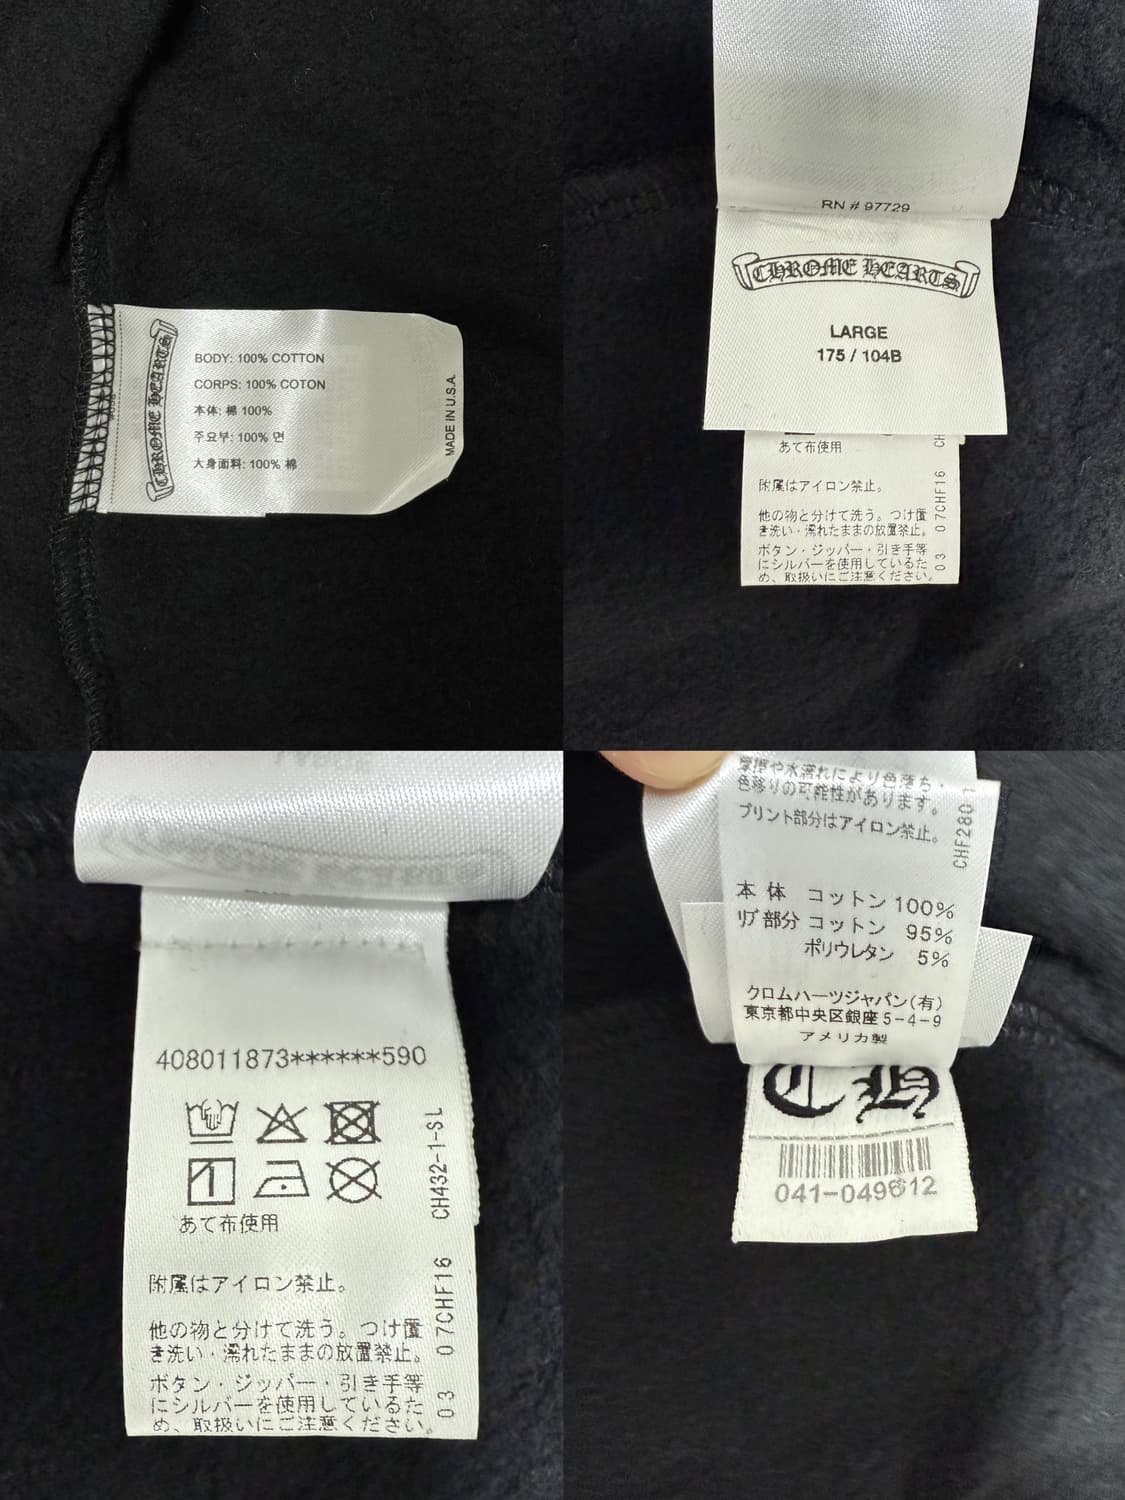 CHROME HEARTS
BODY: 100% COTTON
CORPS: 100% COTON
本体: 棉 100%
주요부: 100% 면
大身面料: 100% 棉
MADE IN U.S.A.
RN # 97729
CHROME HEARTS
LARGE
175 / 104B
あて布使用
附属はアイロン禁止。
他の物と分けて洗う。つけ置
き洗い・濡れたままの放置禁止。
ボタン・ジッパー・引き手等
にシルバーを使用しているた
め、取扱いにご注意ください。
03 07CHF16 CH
408011873******590
あて布使用
附属はアイロン禁止。
他の物と分けて洗う。つけ置
き洗い・濡れたままの放置禁止。
ボタン・ジッパー・引き手等
にシルバーを使用しているた
め、取扱いにご注意ください。
03 07CHF16 CH432-1-SL
摩擦や水濡れにより色落ち・
色移りの可能性があります。
プリント部分はアイロン禁止。
CHF280 1
本 体 コットン 100%
リブ部分 コットン 95%
ポリウレタン 5%
クロムハーツジャパン(有)
東京都中央区銀座5-4-9
アメリカ製
CH
041-049612